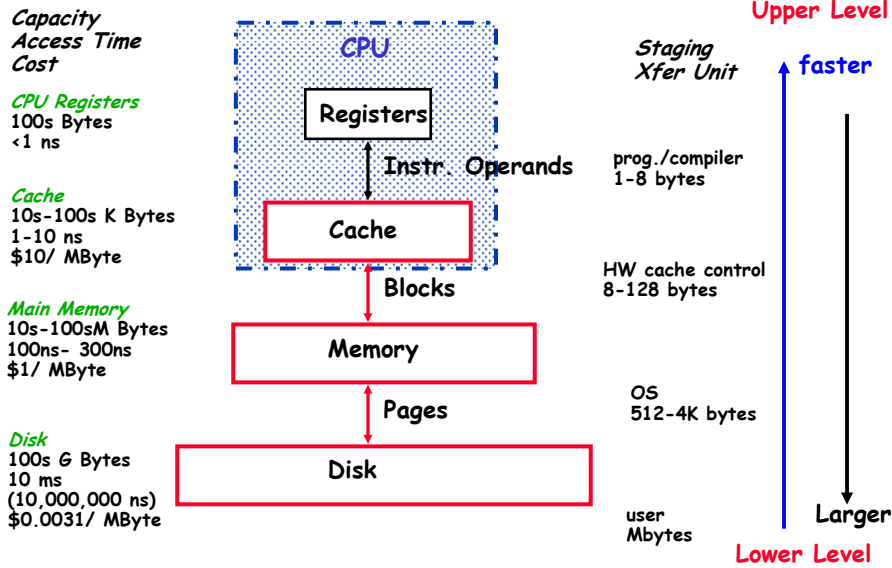 Capacity
Access Time
Cost
CPU Registers
100s Bytes
<1 ns
Cache
10s-100s K Bytes
1-10 ns
$10/ MByte
Main Memory
10s-100sM Bytes
100ns- 300ns
$1/ MByte
Disk
100s G Bytes
10 ms
(10,000,000 ns)
$0.0031/ MByte
CPU
Registers
Instr. Operands
Cache
Blocks
Memory
Pages
Disk
Staging
Xfer Unit
prog./compiler
1-8 bytes
HW cache control
8-128 bytes
OS
512-4K bytes
user
Mbytes
Upper Level
faster
Larger
Lower Level